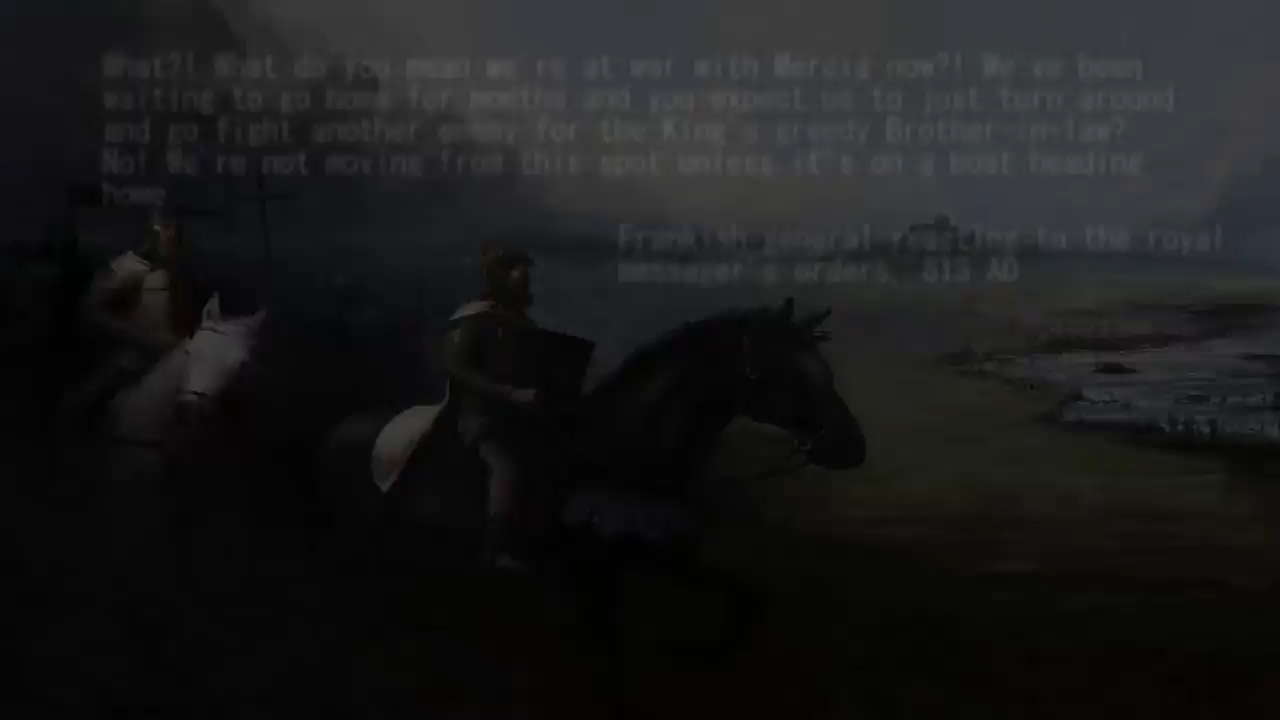 What?! What do you mean we're at war with Mercia now?! We've been
waiting to go home for months and you expect us to just turn around
and go fight another enemy for the King's greedy Brother-in-law?
No! We're not moving from this spot unless it's on a boat heading
home
Frankish general to the royal
messager's orders, 813 AD